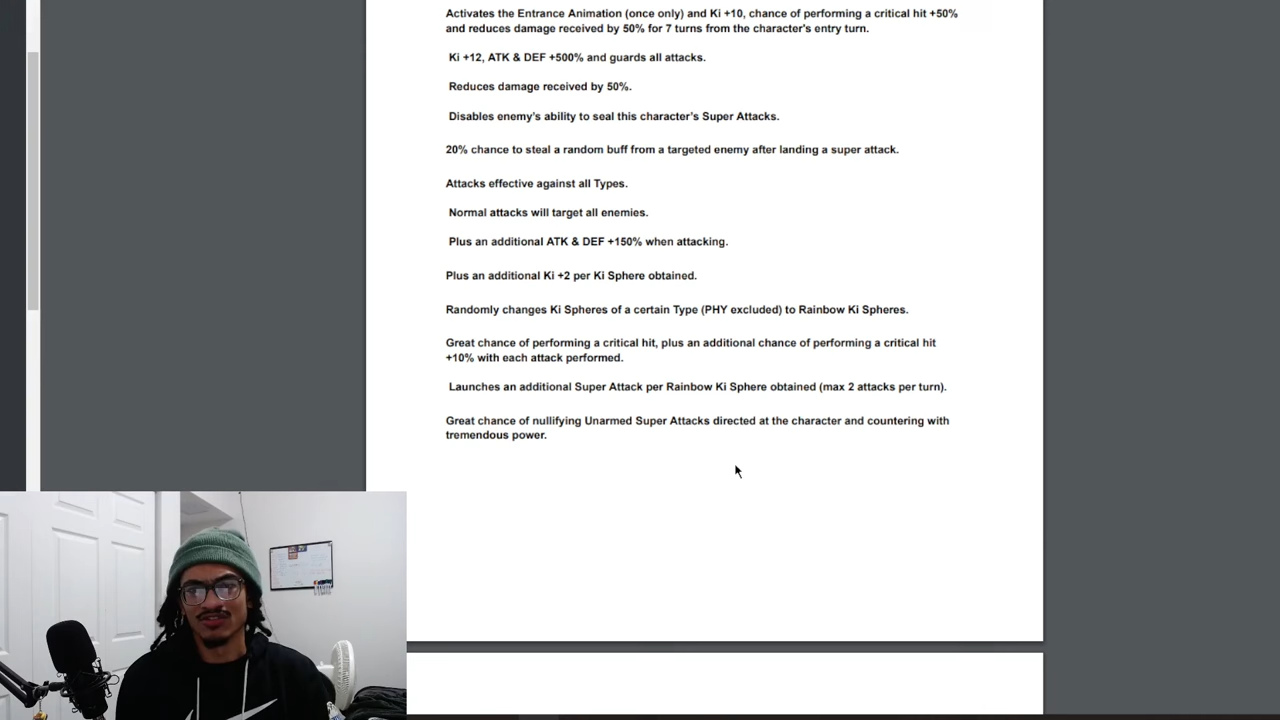 Activates the Entrance Animation (once only) and Ki +10, chance of performing a critical hit +50%
and reduces damage received by 50% for 7 turns from the character's entry turn.
Ki +12, ATK & DEF +500% and guards all attacks.
Reduces damage received by 50%.
Disables enemy's ability to seal this character's Super Attacks.
20% chance to steal a random buff from a targeted enemy after landing a super attack.
Attacks effective against all Types.
Normal attacks will target all enemies.
Plus an additional ATK & DEF +150% when attacking.
Plus an additional Ki +2 per Ki Sphere obtained.
Randomly changes Ki Spheres of a certain Type (PHY excluded) to Rainbow Ki Spheres.
Great chance of performing a critical hit, plus an additional chance of performing a critical hit
+10% with each attack performed.
Launches an additional Super Attack per Rainbow Ki Sphere obtained (max 2 attacks per turn).
Great chance of nullifying Unarmed Super Attacks directed at the character and countering with
tremendous power.